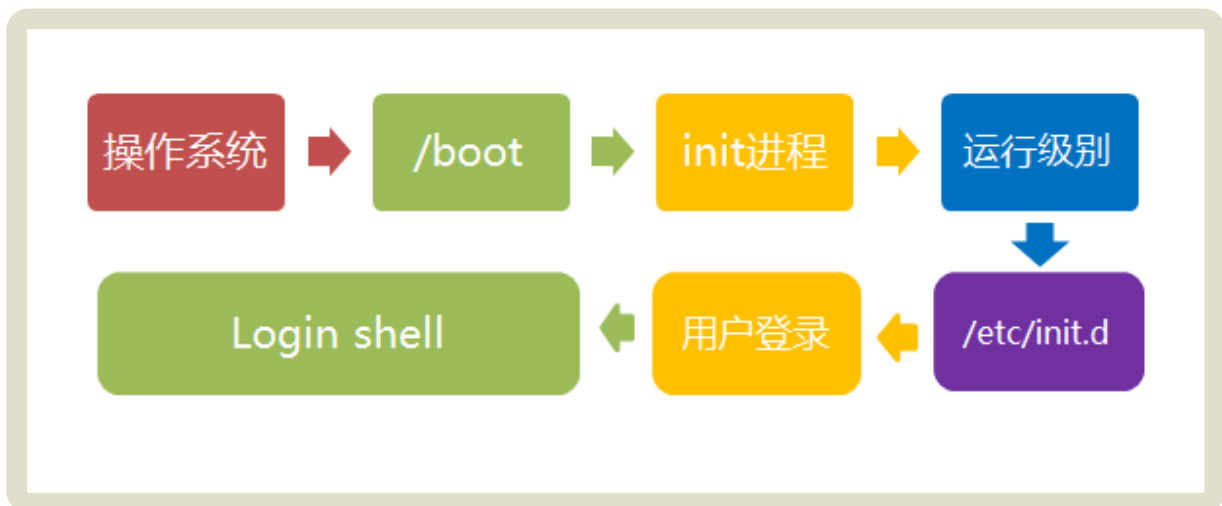 操作系统
/boot
init进程
运行级别
/etc/init.d
用户登录
Login shell